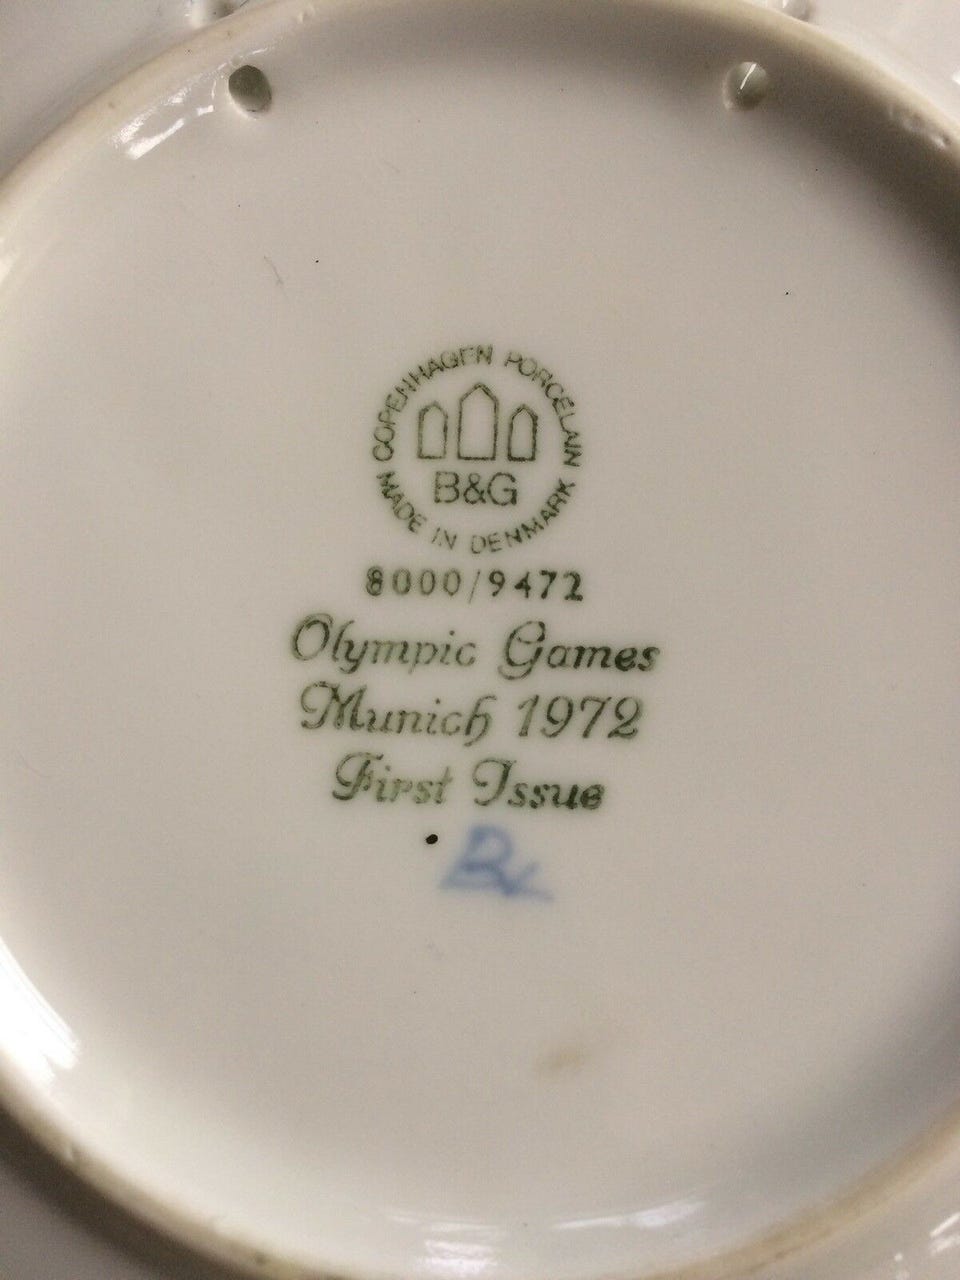 COPENHAGEN PORCELAIN
B&G
MADE IN DENMARK
8000/9472
Olympic Games
Munich 1972
First Issue